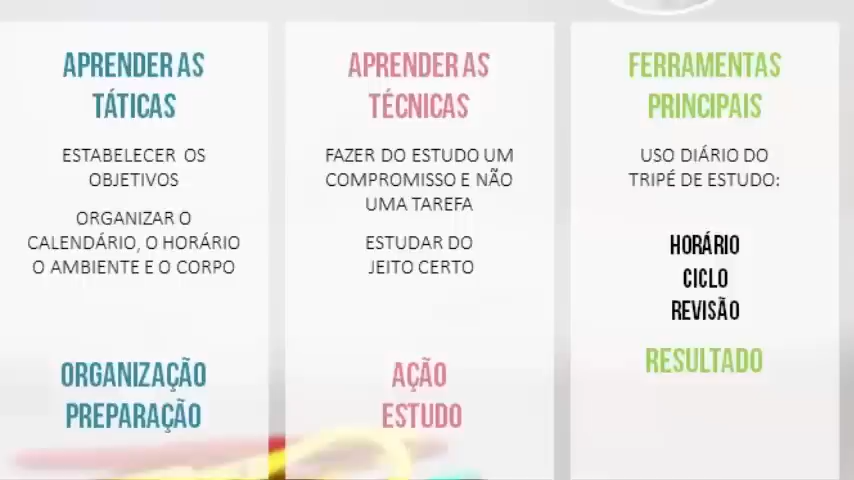 APRENDER AS
TÁTICAS
ESTABELECER OS
OBJETIVOS
ORGANIZAR O
CALENDÁRIO, O HORÁRIO
O AMBIENTE E O CORPO
ORGANIZAÇÃO
PREPARAÇÃO
APRENDER AS
TÉCNICAS
FAZER DO ESTUDO UM
COMPROMISSO E NÃO
UMA TAREFA
ESTUDAR DO
JEITO CERTO
AÇÃO
ESTUDO
FERRAMENTAS
PRINCIPAIS
USO DIÁRIO DO
TRIPÉ DE ESTUDO:
HORÁRIO
CICLO
REVISÃO
RESULTADO